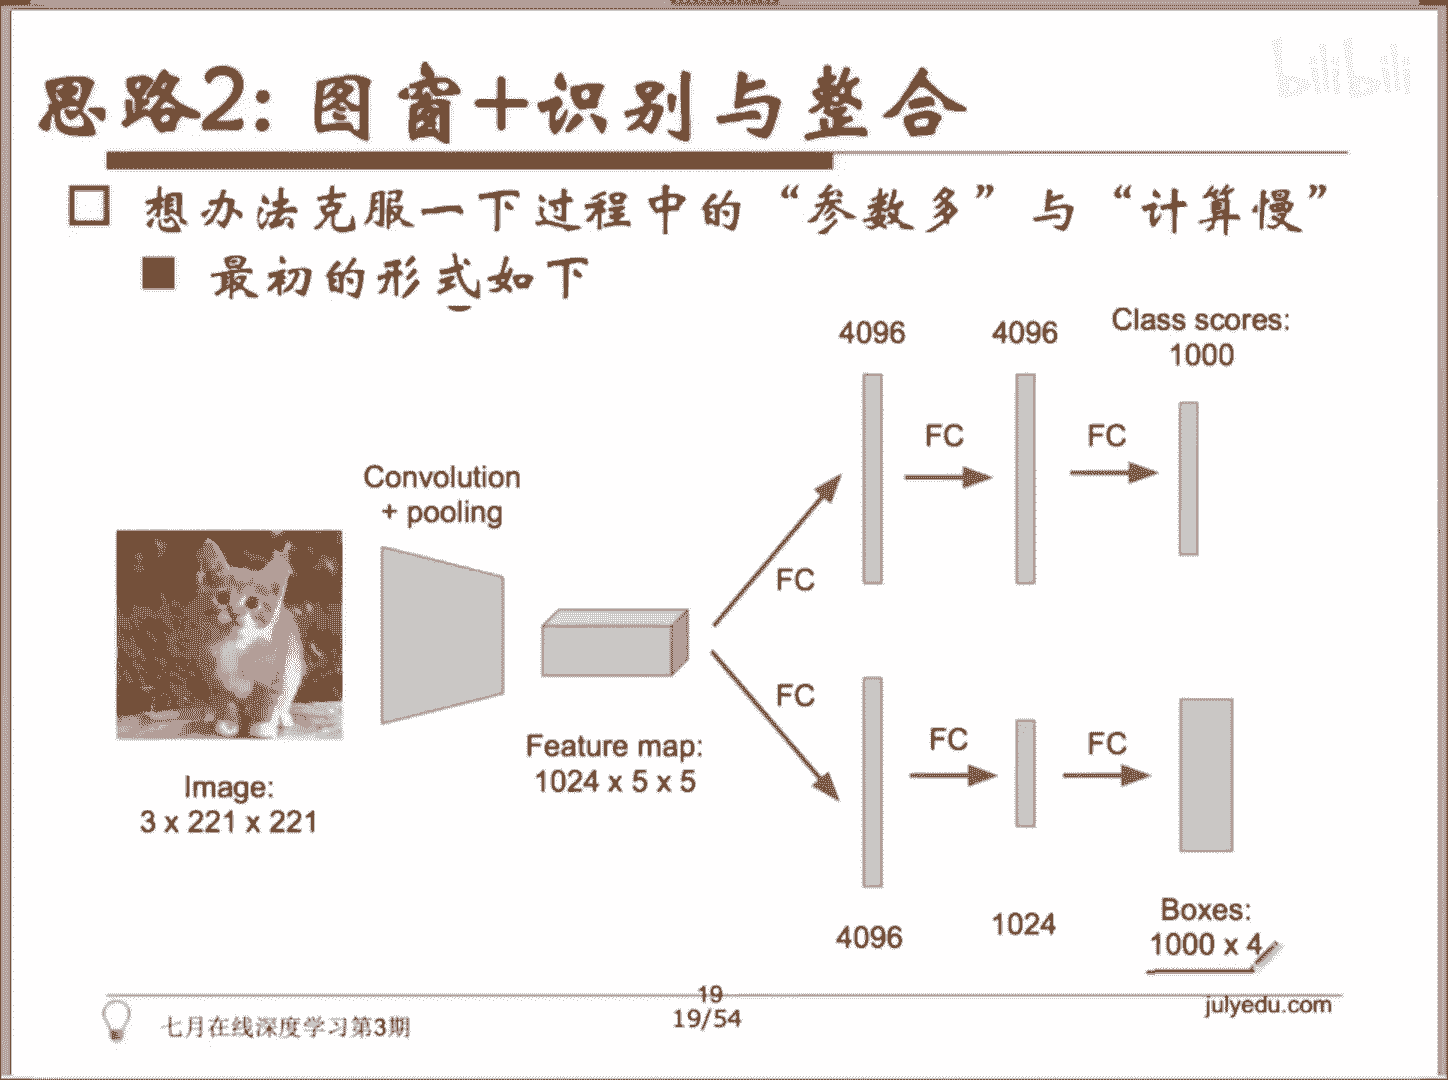 bilibili
思路2: 图窗+识别与整合
想办法克服一下过程中的“参数多”与“计算慢”
最初的形式如下
4096
4096
Class scores:
1000
FC
FC
Convolution
+ pooling
FC
FC
Feature map:
1024 x 5 x 5
Image:
3 x 221 x 221
FC
FC
4096
1024
Boxes:
1000 x 4
七月在线深度学习第3期
19
19/54
julyedu.com